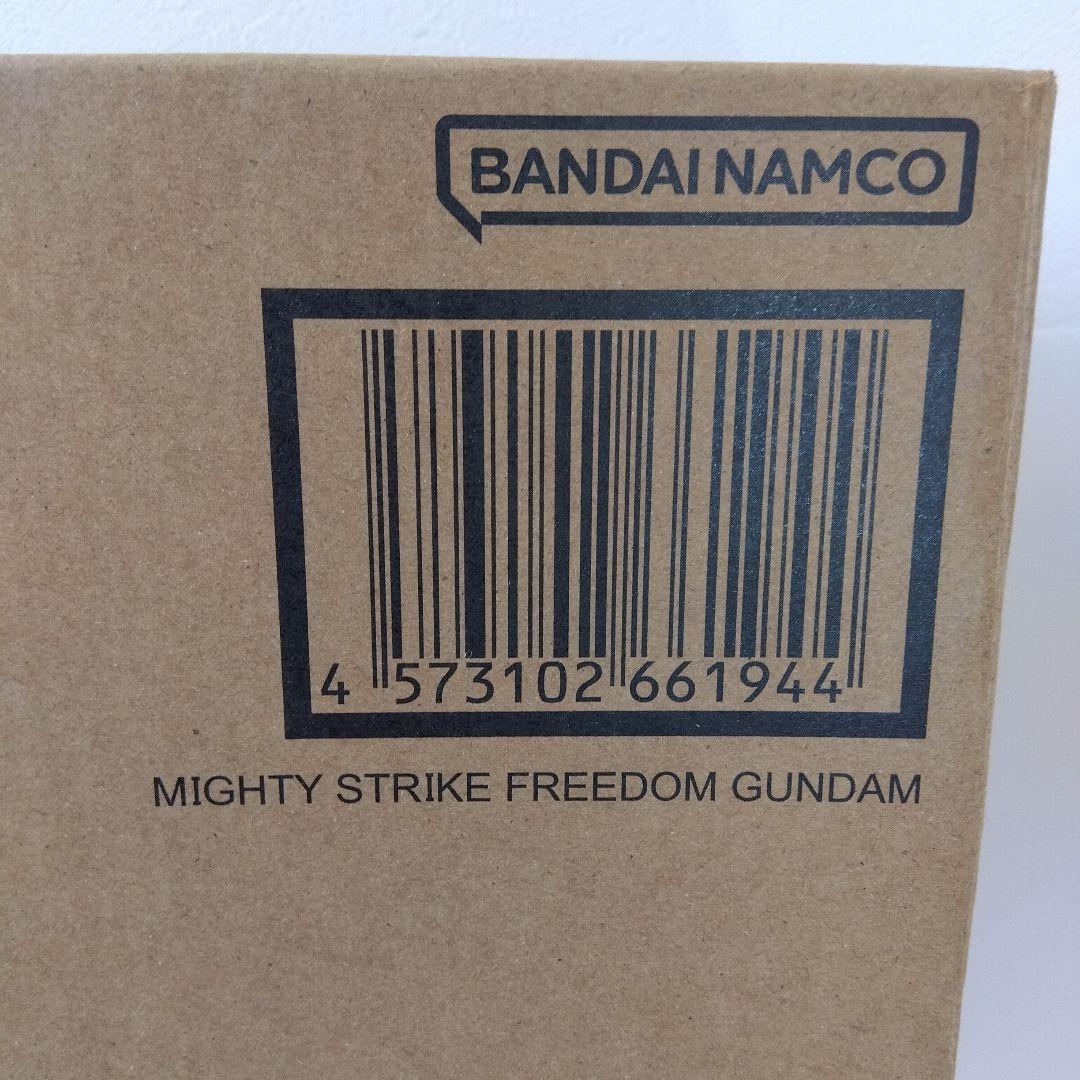 BANDAI NAMCO
4 573102 661944
MIGHTY STRIKE FREEDOM GUNDAM